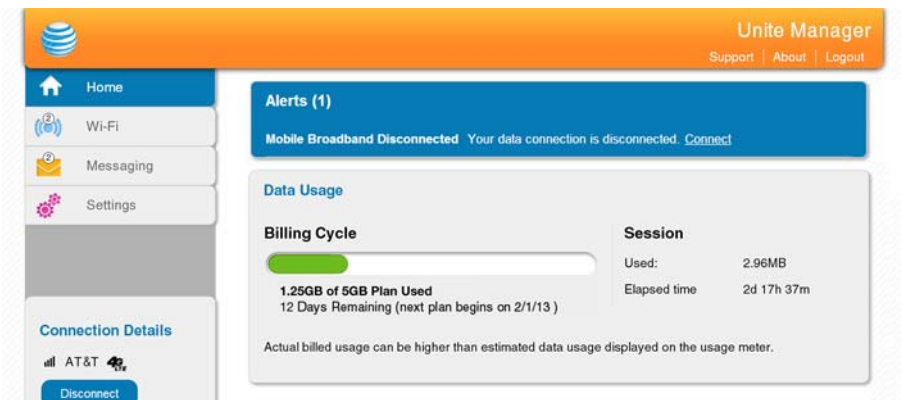 Unite Manager
Support | About | Logout
Home
2
Wi-Fi
2
Messaging
Settings
Alerts (1)
Mobile Broadband Disconnected Your data connection is disconnected. Connect
Data Usage
Billing Cycle
1.25GB of 5GB Plan Used
12 Days Remaining (next plan begins on 2/1/13 )
Session
Used: 2.96MB
Elapsed time 2d 17h 37m
Actual billed usage can be higher than estimated data usage displayed on the usage meter.
Connection Details
AT&T 4G LTE
Disconnect